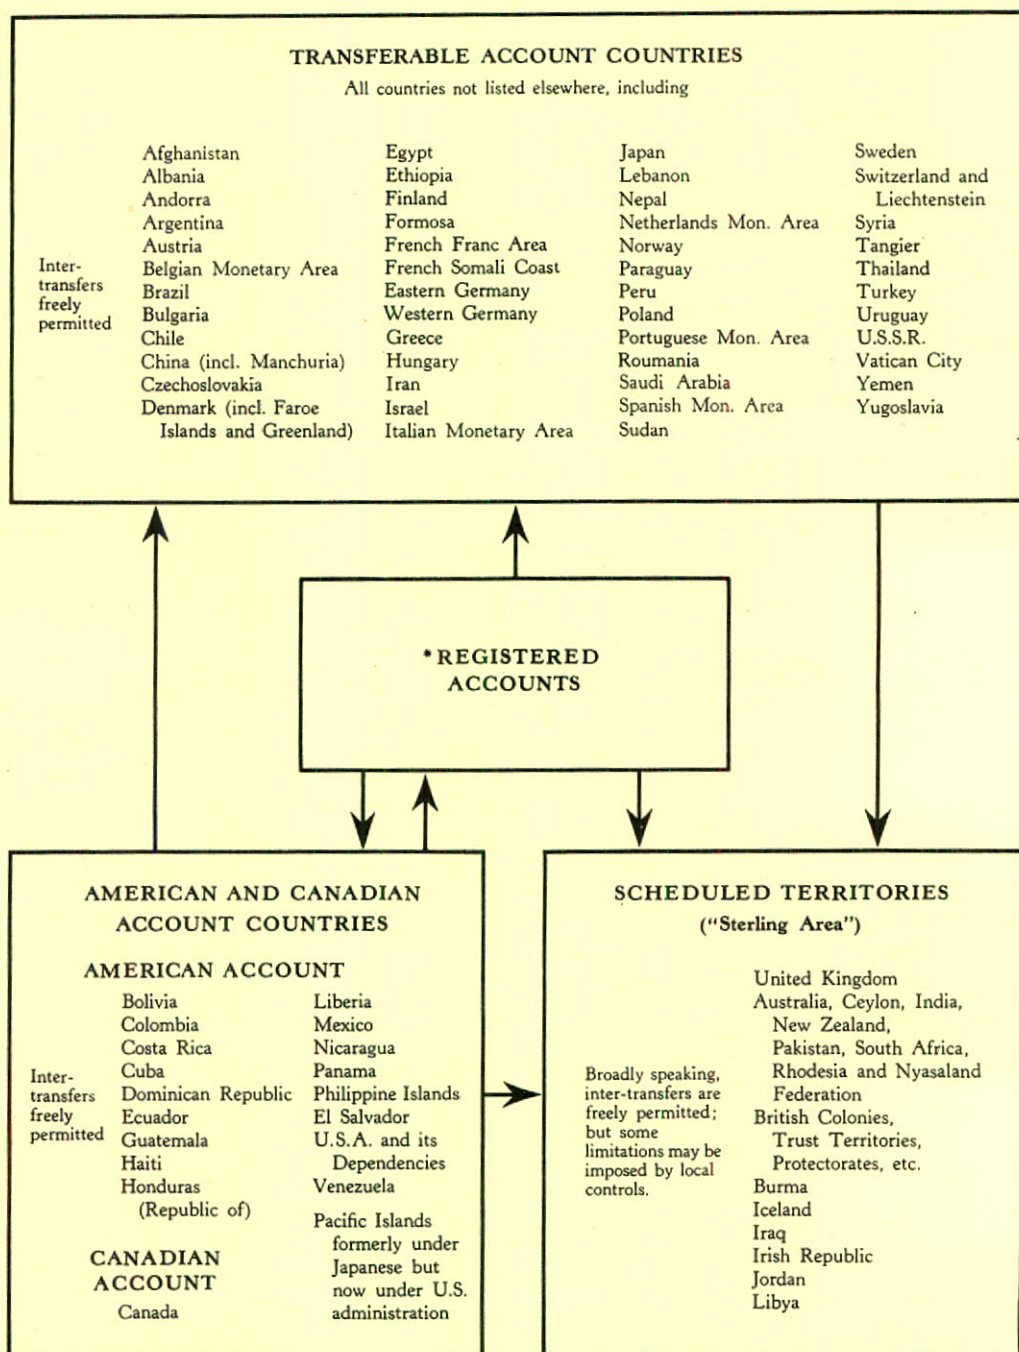 TRANSFERABLE ACCOUNT COUNTRIES
All countries not listed elsewhere, including
Inter-
transfers
freely
permitted
Afghanistan
Albania
Andorra
Argentina
Austria
Belgian Monetary Area
Brazil
Bulgaria
Chile
China (incl. Manchuria)
Czechoslovakia
Denmark (incl. Faroe
Islands and Greenland)
Egypt
Ethiopia
Finland
Formosa
French Franc Area
French Somali Coast
Eastern Germany
Western Germany
Greece
Hungary
Iran
Israel
Italian Monetary Area
Japan
Lebanon
Nepal
Netherlands Mon. Area
Norway
Paraguay
Peru
Poland
Portuguese Mon. Area
Roumania
Saudi Arabia
Spanish Mon. Area
Sudan
Sweden
Switzerland and
Liechtenstein
Syria
Tangier
Thailand
Turkey
Uruguay
U.S.S.R.
Vatican City
Yemen
Yugoslavia
*REGISTERED
ACCOUNTS
AMERICAN AND CANADIAN
ACCOUNT COUNTRIES
AMERICAN ACCOUNT
Inter-
transfers
freely
permitted
Bolivia
Colombia
Costa Rica
Cuba
Dominican Republic
Ecuador
Guatemala
Haiti
Honduras
(Republic of)
CANADIAN
ACCOUNT
Canada
Liberia
Mexico
Nicaragua
Panama
Philippine Islands
El Salvador
U.S.A. and its
Dependencies
Venezuela
Pacific Islands
formerly under
Japanese but
now under U.S.
administration
SCHEDULED TERRITORIES
("Sterling Area")
Broadly speaking,
inter-transfers are
freely permitted;
but some
limitations may be
imposed by local
controls.
United Kingdom
Australia, Ceylon, India,
New Zealand,
Pakistan, South Africa,
Rhodesia and Nyasaland
Federation
British Colonies,
Trust Territories,
Protectorates, etc.
Burma
Iceland
Iraq
Irish Republic
Jordan
Libya